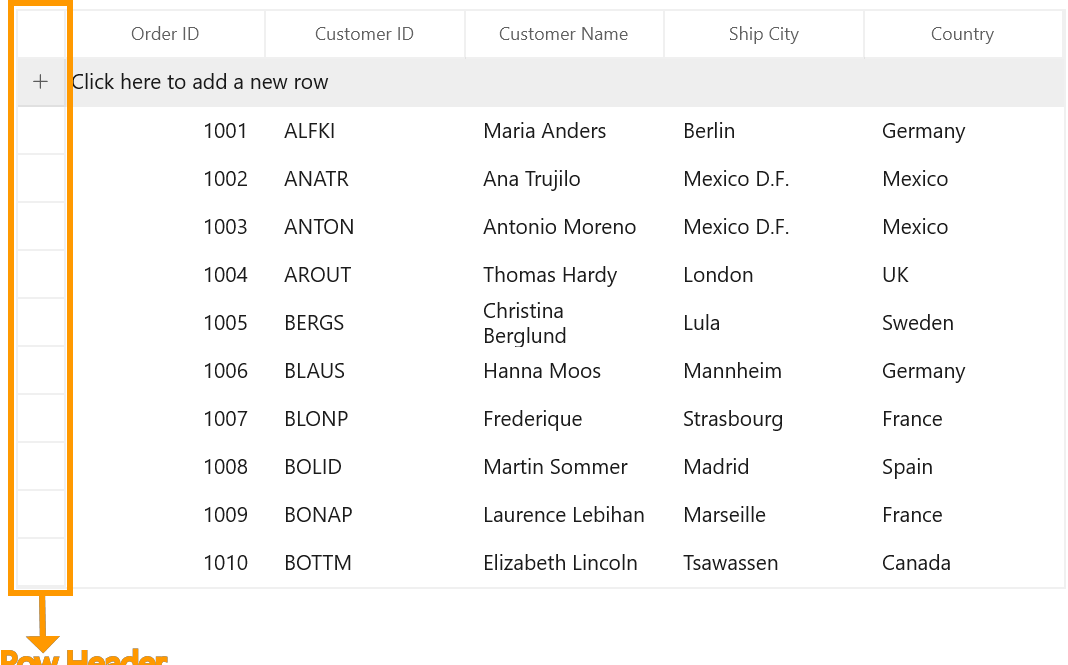 Order ID Customer ID Customer Name Ship City Country
+ Click here to add a new row
1001 ALFKI Maria Anders Berlin Germany
1002 ANATR Ana Trujilo Mexico D.F. Mexico
1003 ANTON Antonio Moreno Mexico D.F. Mexico
1004 AROUT Thomas Hardy London UK
1005 BERGS Christina Berglund Lula Sweden
1006 BLAUS Hanna Moos Mannheim Germany
1007 BLONP Frederique Strasbourg France
1008 BOLID Martin Sommer Madrid Spain
1009 BONAP Laurence Lebihan Marseille France
1010 BOTTM Elizabeth Lincoln Tsawassen Canada
Row Header